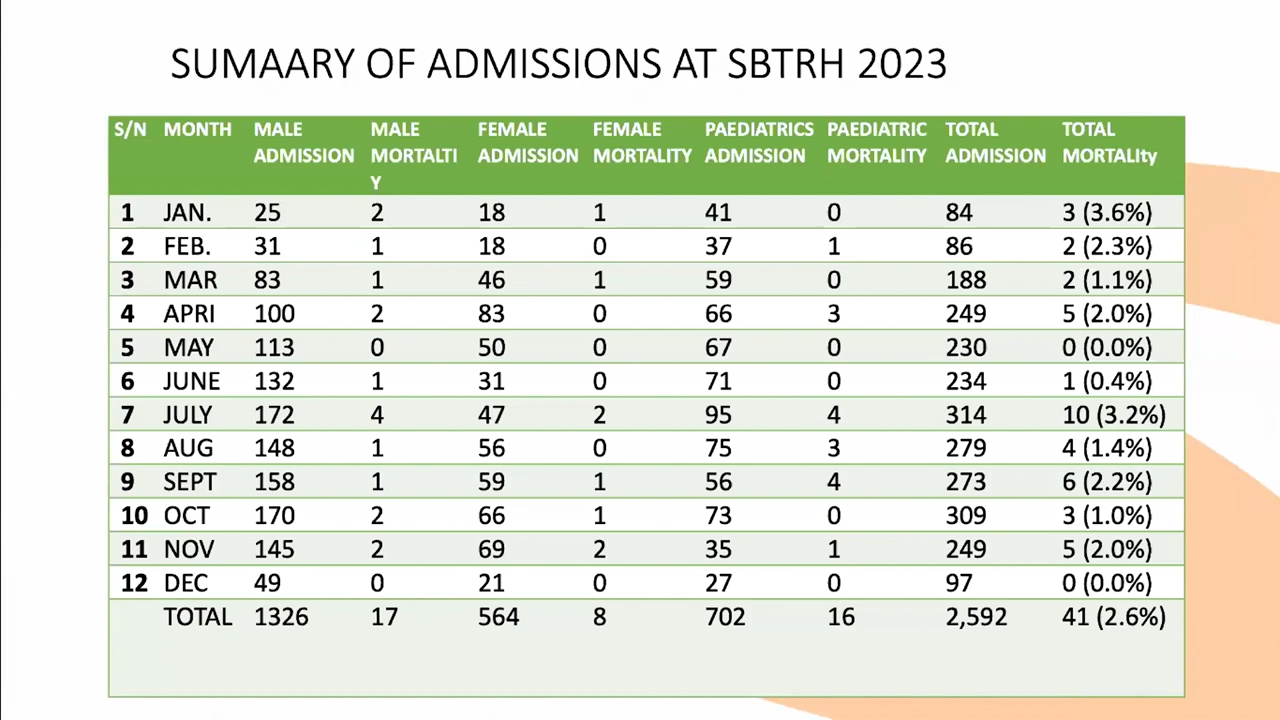 SUMAARY OF ADMISSIONS AT SBTRH 2023
S/N MONTH MALE ADMISSION MALE MORTALTI Y FEMALE ADMISSION FEMALE MORTALITY PAEDIATRICS ADMISSION PAEDIATRIC MORTALITY TOTAL ADMISSION TOTAL MORTALIty
1 JAN. 25 2 18 1 41 0 84 3 (3.6%)
2 FEB. 31 1 18 0 37 1 86 2 (2.3%)
3 MAR 83 1 46 1 59 0 188 2 (1.1%)
4 APRI 100 2 83 0 66 3 249 5 (2.0%)
5 MAY 113 0 50 0 67 0 230 0 (0.0%)
6 JUNE 132 1 31 0 71 0 234 1 (0.4%)
7 JULY 172 4 47 2 95 4 314 10 (3.2%)
8 AUG 148 1 56 0 75 3 279 4 (1.4%)
9 SEPT 158 1 59 1 56 4 273 6 (2.2%)
10 OCT 170 2 66 1 73 0 309 3 (1.0%)
11 NOV 145 2 69 2 35 1 249 5 (2.0%)
12 DEC 49 0 21 0 27 0 97 0 (0.0%)
TOTAL 1326 17 564 8 702 16 2,592 41 (2.6%)